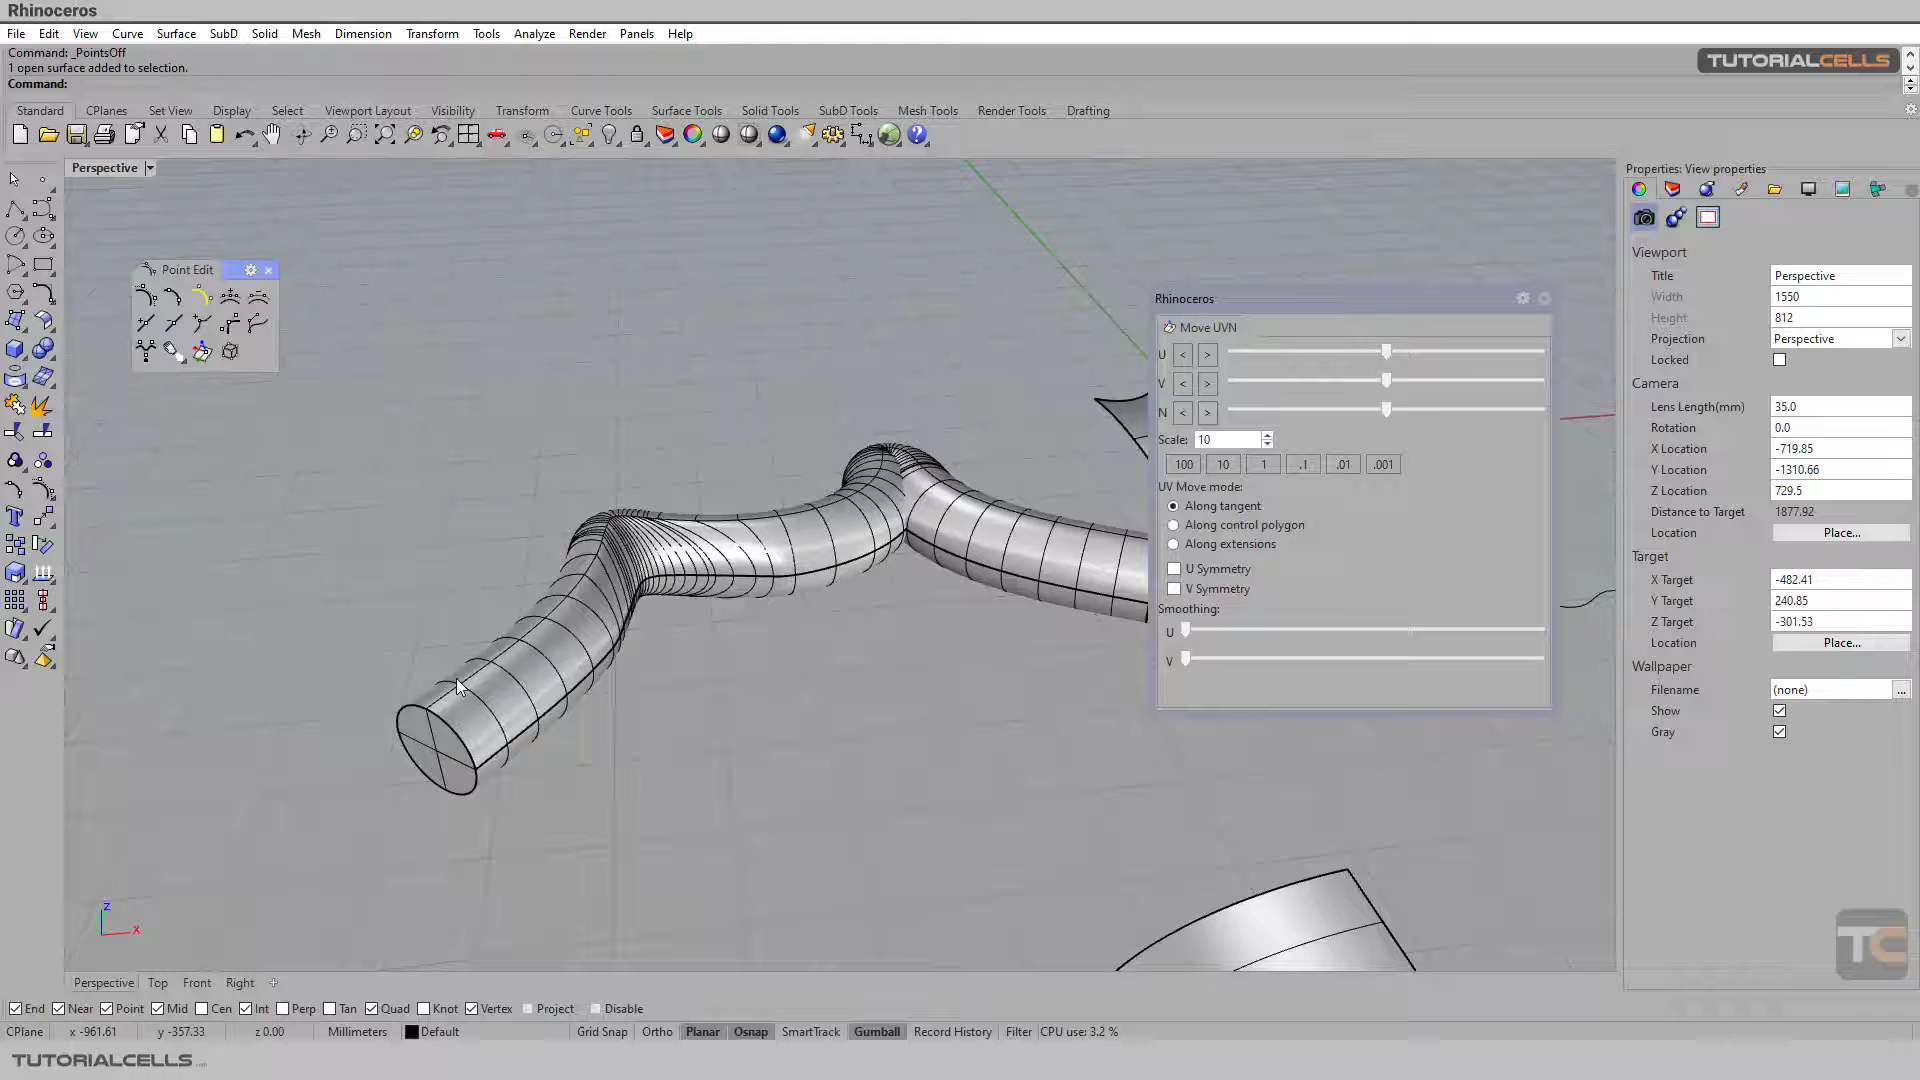 Rhinoceros
File Edit View Curve Surface SubD Solid Mesh Dimension Transform Tools Analyze Render Panels Help
Command: _PointsOff
1 open surface added to selection.
Command:
TUTORIALCELLS
Standard CPlanes Set View Display Select Viewport Layout Visibility Transform Curve Tools Surface Tools Solid Tools SubD Tools Mesh Tools Render Tools Drafting
Perspective
Point Edit
Rhinoceros
Move UVN
U < >
V < >
N < >
Scale: 10
100 10 1 .1 .01 .001
UV Move mode:
Along tangent
Along control polygon
Along extensions
U Symmetry
V Symmetry
Smoothing:
U
V
Properties: View properties
Viewport
Title Perspective
Width 1550
Height 812
Projection Perspective
Locked
Camera
Lens Length(mm) 35.0
Rotation 0.0
X Location -719.85
Y Location -1310.66
Z Location 729.5
Distance to Target 1877.92
Location Place...
Target
X Target -482.41
Y Target 240.85
Z Target -301.53
Location Place...
Wallpaper
Filename (none) ...
Show
Gray
z
x
TC
Perspective Top Front Right
End Near Point Mid Cen Int Perp Tan Quad Knot Vertex Project Disable
CPlane x -961.61 y -357.33 z 0.00 Millimeters Default Grid Snap Ortho Planar Osnap SmartTrack Gumball Record History Filter CPU use: 3.2 %
TUTORIALCELLS